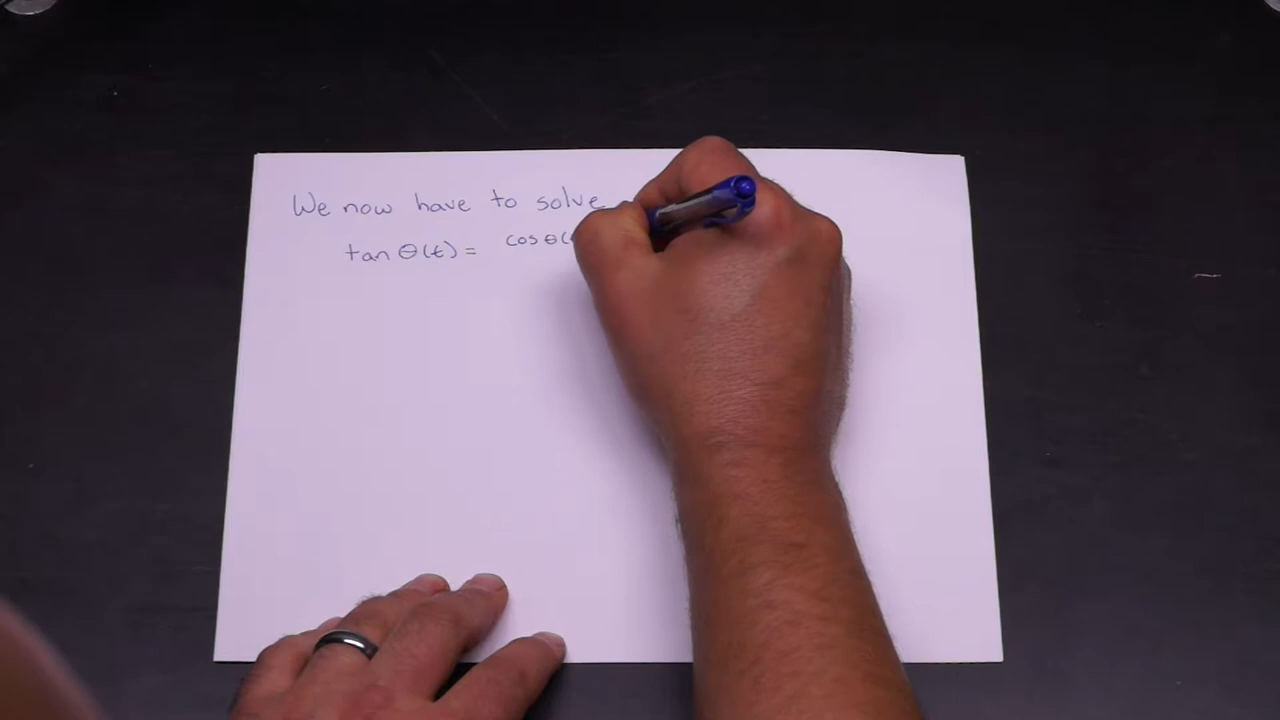 We now have to solve
tan θ(t) = cos θ(